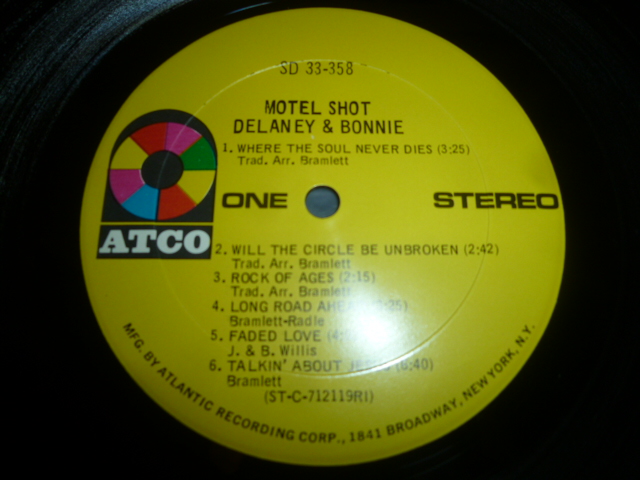 SD 33-358
MOTEL SHOT
DELANEY & BONNIE
1. WHERE THE SOUL NEVER DIES (3:25)
Trad. Arr. Bramlett
ONE
STEREO
ATCO
2. WILL THE CIRCLE BE UNBROKEN (2:42)
Trad. Arr. Bramlett
3. ROCK OF AGES (2:15)
Trad. Arr. Bramlett
4. LONG ROAD
Bramlett-Radle
5. FADED LOVE
J. & B. Willis
6. TALKIN' ABOUT
Bramlett
(ST-C-712119RI)
MFG. BY ATLANTIC RECORDING CORP., 1841 BROADWAY, NEW YORK, N.Y.